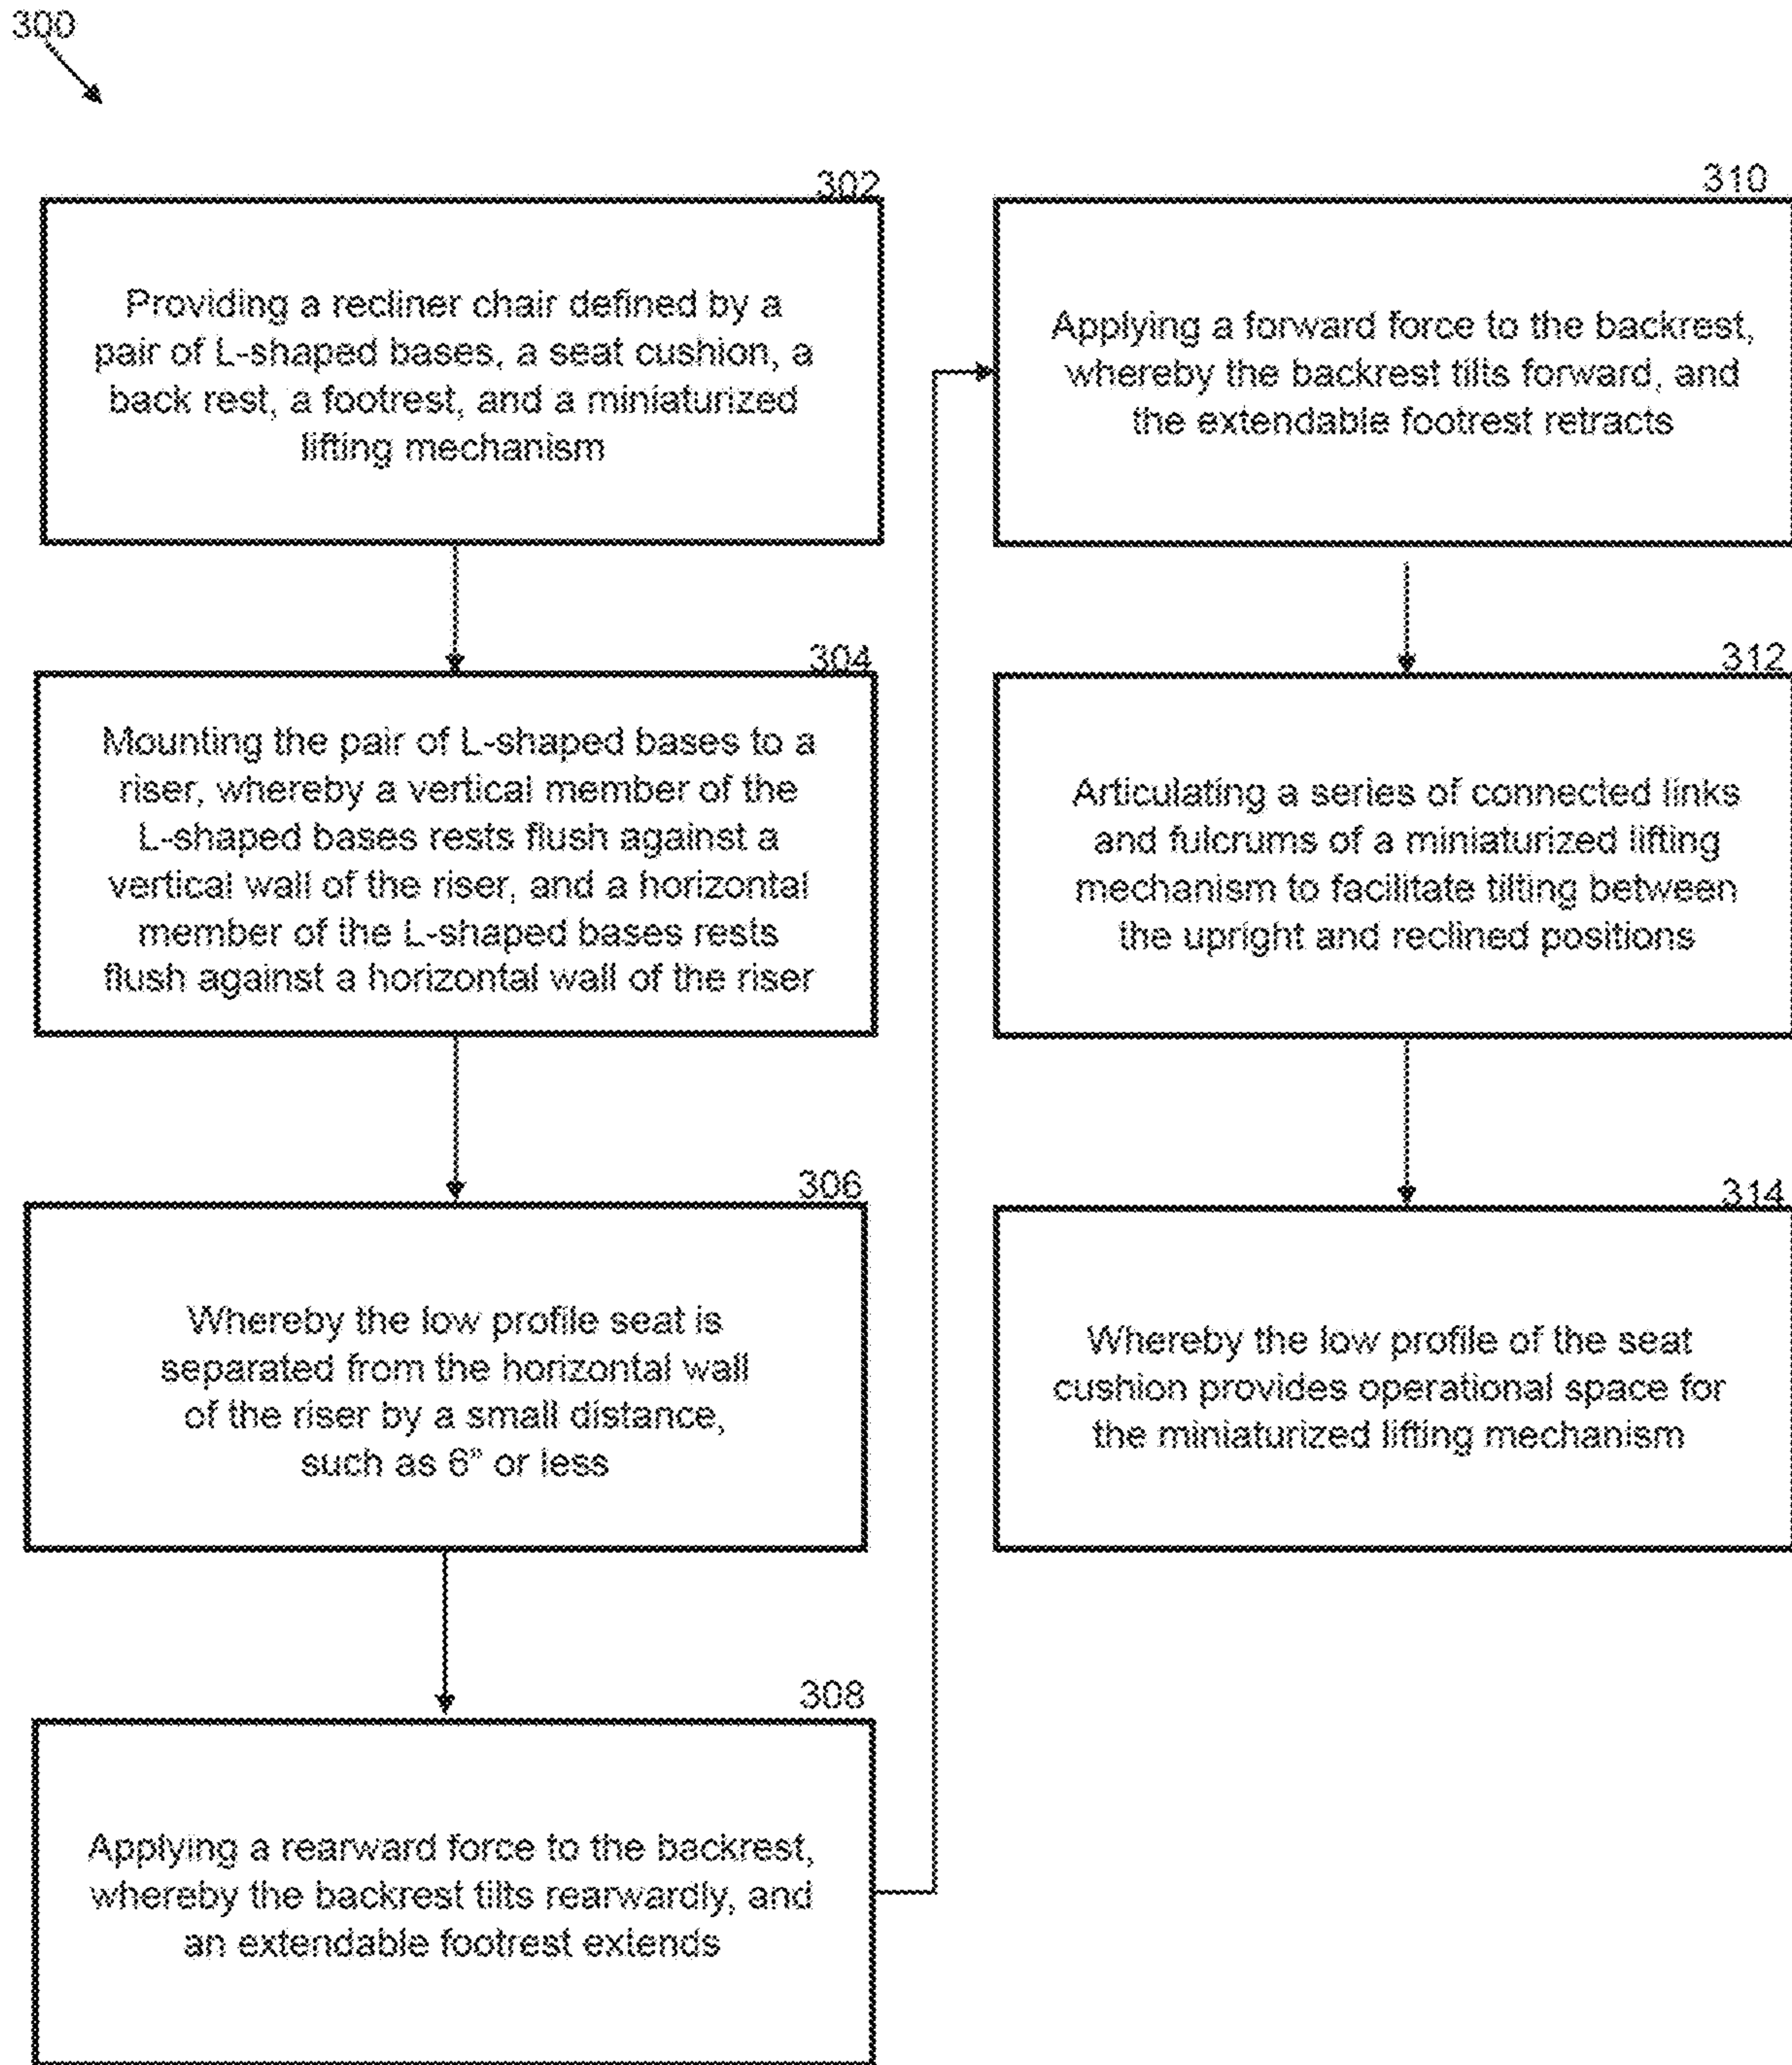 300
302
Providing a recliner chair defined by a
pair of L-shaped bases, a seat cushion, a
back rest, a footrest, and a miniaturized
lifting mechanism
304
Mounting the pair of L-shaped bases to a
riser, whereby a vertical member of the
L-shaped bases rests flush against a
vertical wall of the riser, and a horizontal
member of the L-shaped bases rests
flush against a horizontal wall of the riser
306
Whereby the low profile seat is
separated from the horizontal wall
of the riser by a small distance,
such as 6" or less
308
Applying a rearward force to the backrest,
whereby the backrest tilts rearwardly, and
an extendable footrest extends
310
Applying a forward force to the backrest,
whereby the backrest tilts forward, and
the extendable footrest retracts
312
Articulating a series of connected links
and fulcrums of a miniaturized lifting
mechanism to facilitate tilting between
the upright and reclined positions
314
Whereby the low profile of the seat
cushion provides operational space for
the miniaturized lifting mechanism